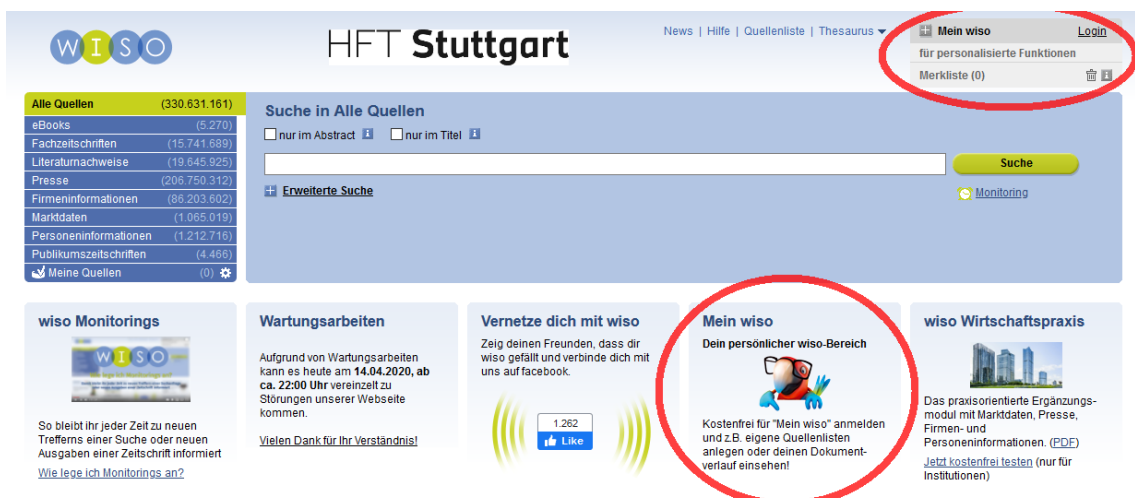 WISO
HFT Stuttgart
News | Hilfe | Quellenliste | Thesaurus
Mein wiso Login
für personalisierte Funktionen
Merkliste (0)
Alle Quellen (330.631.161)
eBooks (5.270)
Fachzeitschriften (15.741.689)
Literaturnachweise (19.645.925)
Presse (206.750.312)
Firmeninformationen (86.203.602)
Marktdaten (1.065.019)
Personeninformationen (1.212.716)
Publikumszeitschriften (4.466)
Meine Quellen (0)
Suche in Alle Quellen
nur im Abstract nur im Titel
Suche
Erweiterte Suche
Monitoring
wiso Monitorings
WISO
Wie lege ich Monitorings an?
So bleibt ihr jeder Zeit zu neuen
Trefferns einer Suche oder neuen
Ausgaben einer Zeitschrift informiert
Wie lege ich Monitorings an?
Wartungsarbeiten
Aufgrund von Wartungsarbeiten
kann es heute am 14.04.2020, ab
ca. 22:00 Uhr vereinzelt zu
Störungen unserer Webseite
kommen.
Vielen Dank für Ihr Verständnis!
Vernetze dich mit wiso
Zeig deinen Freunden, dass dir
wiso gefällt und verbinde dich mit
uns auf facebook.
1.262
Like
Mein wiso
Dein persönlicher wiso-Bereich
Kostenfrei für "Mein wiso" anmelden
und z.B. eigene Quellenlisten
anlegen oder deinen Dokument-
verlauf einsehen!
wiso Wirtschaftspraxis
Das praxisorientierte Ergänzungs-
modul mit Marktdaten, Presse,
Firmen- und
Personeninformationen. (PDF)
Jetzt kostenfrei testen (nur für
Institutionen)